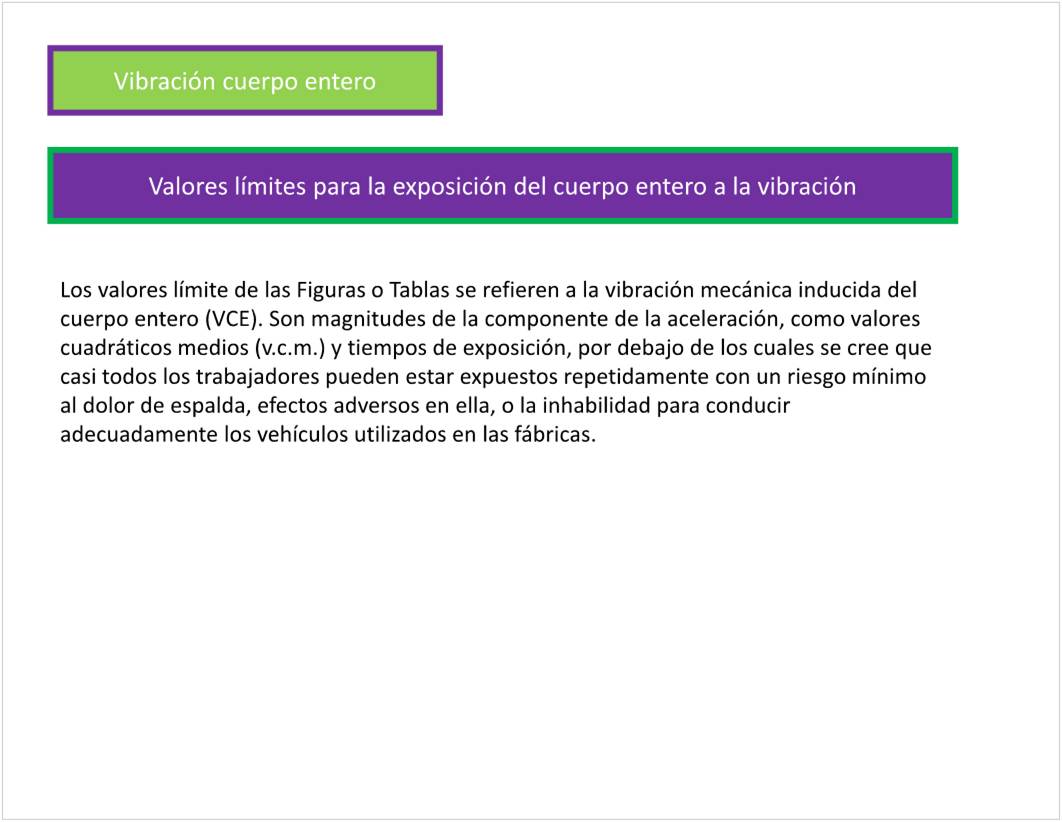 Vibración cuerpo entero
Valores límites para la exposición del cuerpo entero a la vibración
Los valores límite de las Figuras o Tablas se refieren a la vibración mecánica inducida del
cuerpo entero (VCE). Son magnitudes de la componente de la aceleración, como valores
cuadráticos medios (v.c.m.) y tiempos de exposición, por debajo de los cuales se cree que
casi todos los trabajadores pueden estar expuestos repetidamente con un riesgo mínimo
al dolor de espalda, efectos adversos en ella, o la inhabilidad para conducir
adecuadamente los vehículos utilizados en las fábricas.